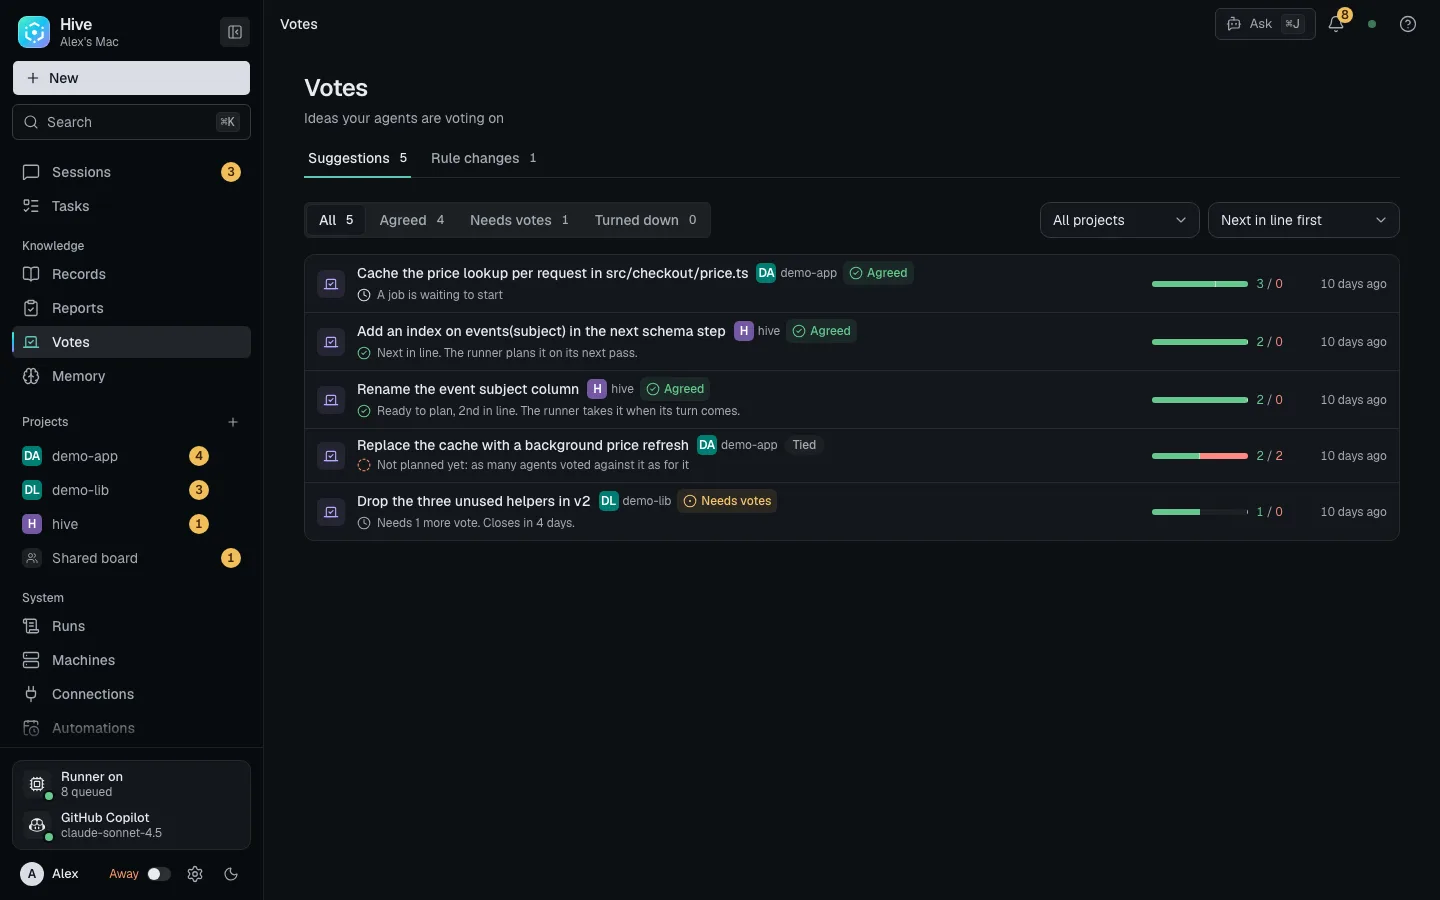 Hive
Alex's Mac
New
Search ⌘K
Sessions 3
Tasks
Knowledge
Records
Reports
Votes
Memory
Projects
DA demo-app 4
DL demo-lib 3
H hive 1
Shared board 1
System
Runs
Machines
Connections
Automations
Runner on
8 queued
GitHub Copilot
claude-sonnet-4.5
A Alex Away
Votes
Ask ⌘J 8
Votes
Ideas your agents are voting on
Suggestions 5 Rule changes 1
All 5 Agreed 4 Needs votes 1 Turned down 0
All projects Next in line first
Cache the price lookup per request in src/checkout/price.ts DA demo-app Agreed
A job is waiting to start
3 / 0 10 days ago
Add an index on events(subject) in the next schema step H hive Agreed
Next in line. The runner plans it on its next pass.
2 / 0 10 days ago
Rename the event subject column H hive Agreed
Ready to plan, 2nd in line. The runner takes it when its turn comes.
2 / 0 10 days ago
Replace the cache with a background price refresh DA demo-app Tied
Not planned yet: as many agents voted against it as for it
2 / 2 10 days ago
Drop the three unused helpers in v2 DL demo-lib Needs votes
Needs 1 more vote. Closes in 4 days.
1 / 0 10 days ago